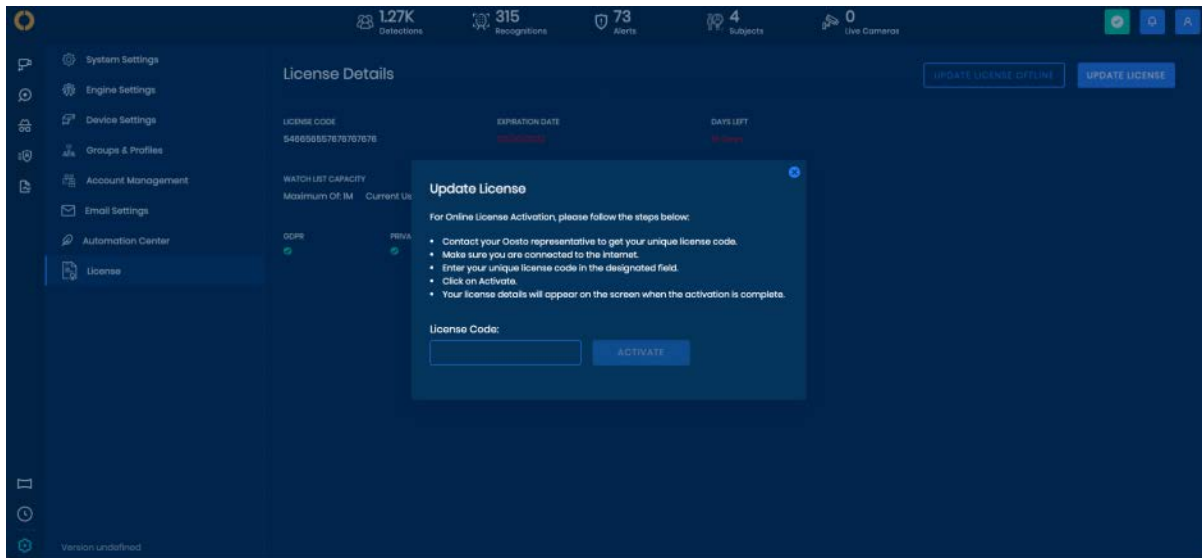 1.27K
Detections
315
Recognitions
73
Alerts
4
Subjects
0
Live Cameras
System Settings
Engine Settings
Device Settings
Groups & Profiles
Account Management
Email Settings
Automation Center
License
Version undefined
License Details
UPDATE LICENSE OFFLINE
UPDATE LICENSE
LICENSE CODE
EXPIRATION DATE
DAYS LEFT
WATCH LIST CAPACITY
Maximum Of: 1M Current Us
GDPR
PRIVA
Update License
For Online License Activation, please follow the steps below:
• Contact your Oosto representative to get your unique license code.
• Make sure you are connected to the internet.
• Enter your unique license code in the designated field.
• Click on Activate.
• Your license details will appear on the screen when the activation is complete.
License Code:
ACTIVATE